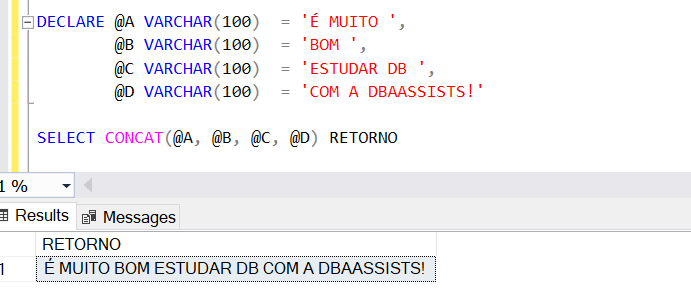 DECLARE @A VARCHAR(100)  = 'É MUITO ',
        @B VARCHAR(100)  = 'BOM ',
        @C VARCHAR(100)  = 'ESTUDAR DB ',
        @D VARCHAR(100)  = 'COM A DBAASSISTS!'
SELECT CONCAT(@A, @B, @C, @D) RETORNO
1 %
Results Messages
RETORNO
1 É MUITO BOM ESTUDAR DB COM A DBAASSISTS!